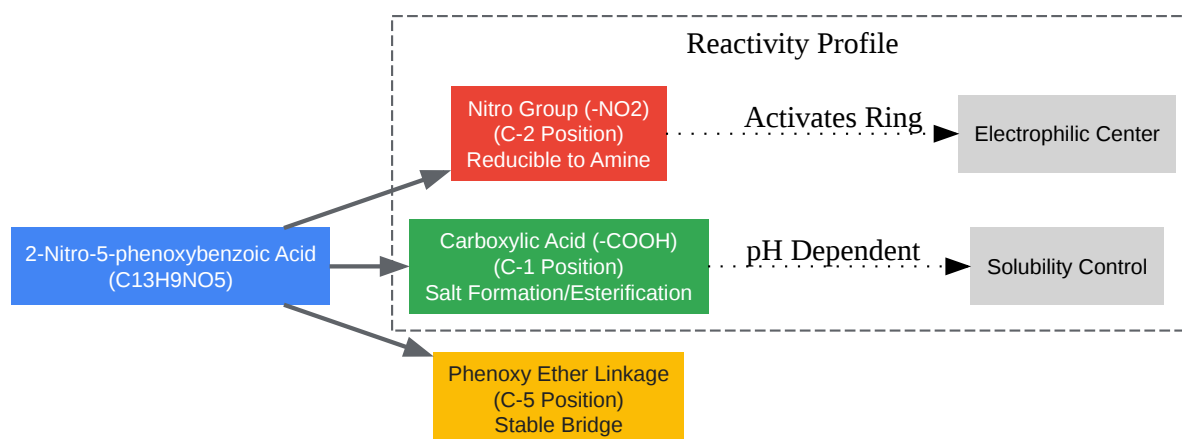 Reactivity Profile
Nitro Group (-NO2)
(C-2 Position)
Reducible to Amine
Activates Ring
Electrophilic Center
2-Nitro-5-phenoxybenzoic Acid
(C13H9NO5)
Carboxylic Acid (-COOH)
(C-1 Position)
Salt Formation/Esterification
pH Dependent
Solubility Control
Phenoxy Ether Linkage
(C-5 Position)
Stable Bridge